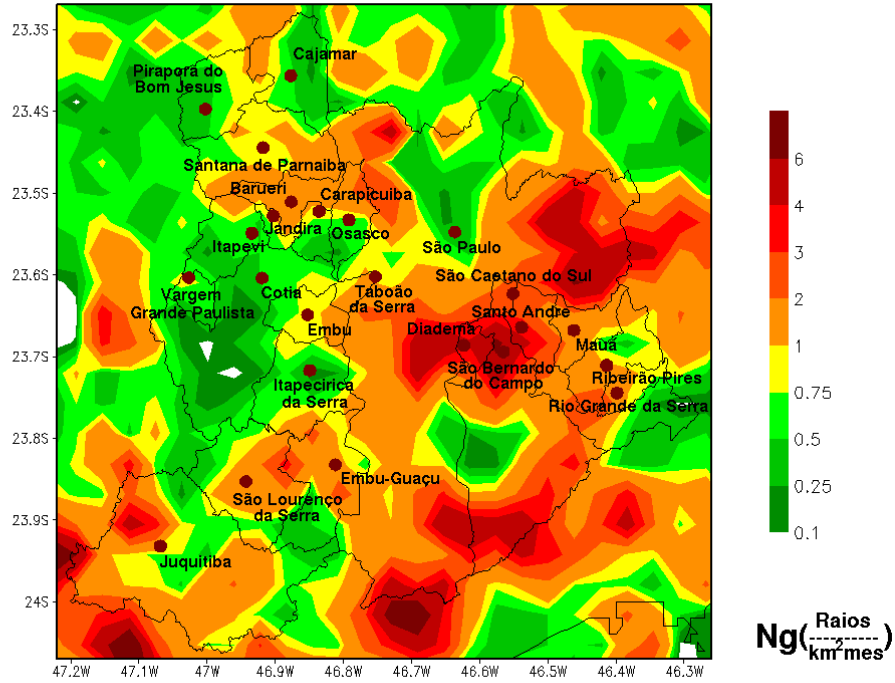 23.3S
Cajamar
Pirapora do
Bom Jesus
23.4S
Santana de Parnaiba
23.5S
Barueri
Carapicuiba
Jandira
Osasco
Itapevi
São Paulo
23.6S
São Caetano do Sul
Vargem
Grande Paulista
Cotia
Taboão
da Serra
Santo Andre
Embu
Diadema
Mauá
23.7S
São Bernardo
do Campo
Ribeirão Pires
Itapecirica
da Serra
Rio Grande da Serra
23.8S
Embu-Guaçu
São Lourenço
da Serra
23.9S
Juquitiba
24S
47.2W 47.1W 47W 46.9W 46.8W 46.7W 46.6W 46.5W 46.4W 46.3W
6
4
3
2
1
0.75
0.5
0.25
0.1
Ng(Raios
-------
km²mes)